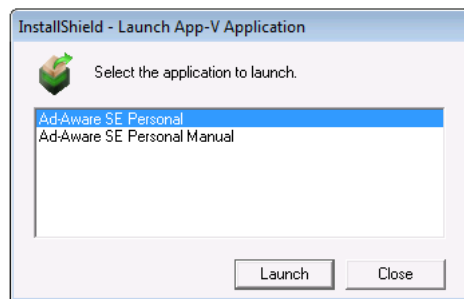 InstallShield - Launch App-V Application
Select the application to launch.
Ad-Aware SE Personal
Ad-Aware SE Personal Manual
Launch Close